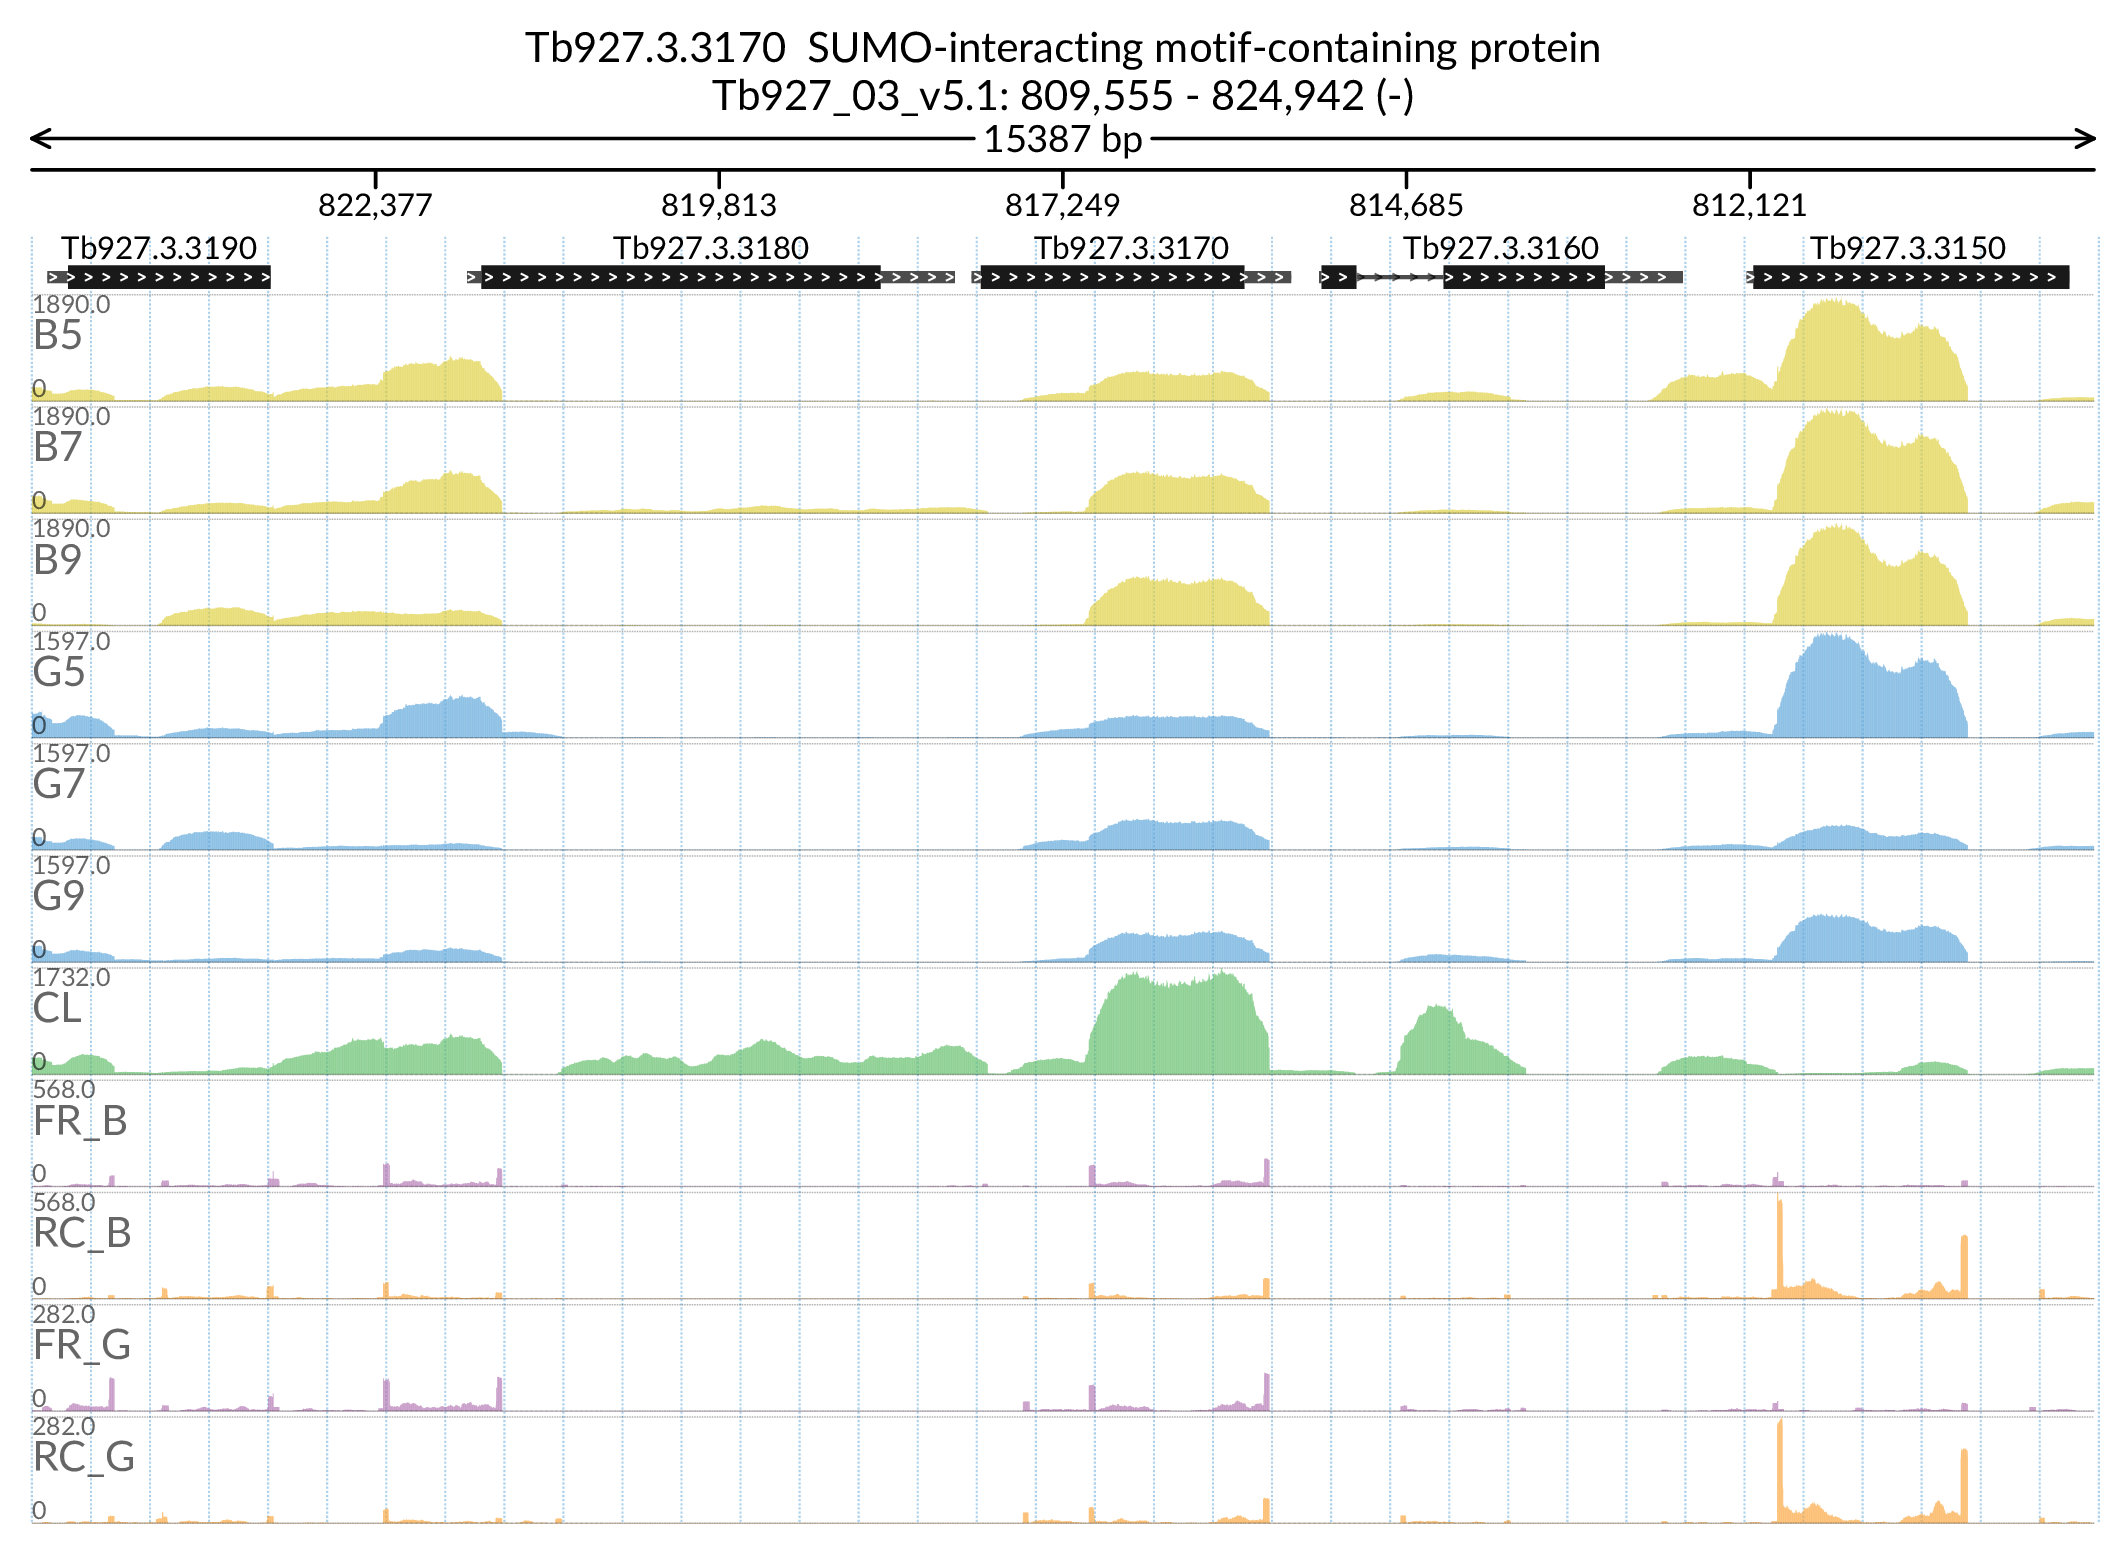 Tb927.3.3170  SUMO-interacting motif-containing protein
Tb927_03_v5.1: 809,555 - 824,942 (-)
15387 bp
822,377 819,813 817,249 814,685 812,121
Tb927.3.3190 Tb927.3.3180 Tb927.3.3170 Tb927.3.3160 Tb927.3.3150
1890.0
B5
0
1890.0
B7
0
1890.0
B9
0
1597.0
G5
0
1597.0
G7
0
1597.0
G9
0
1732.0
CL
0
568.0
FR_B
0
568.0
RC_B
0
282.0
FR_G
0
282.0
RC_G
0